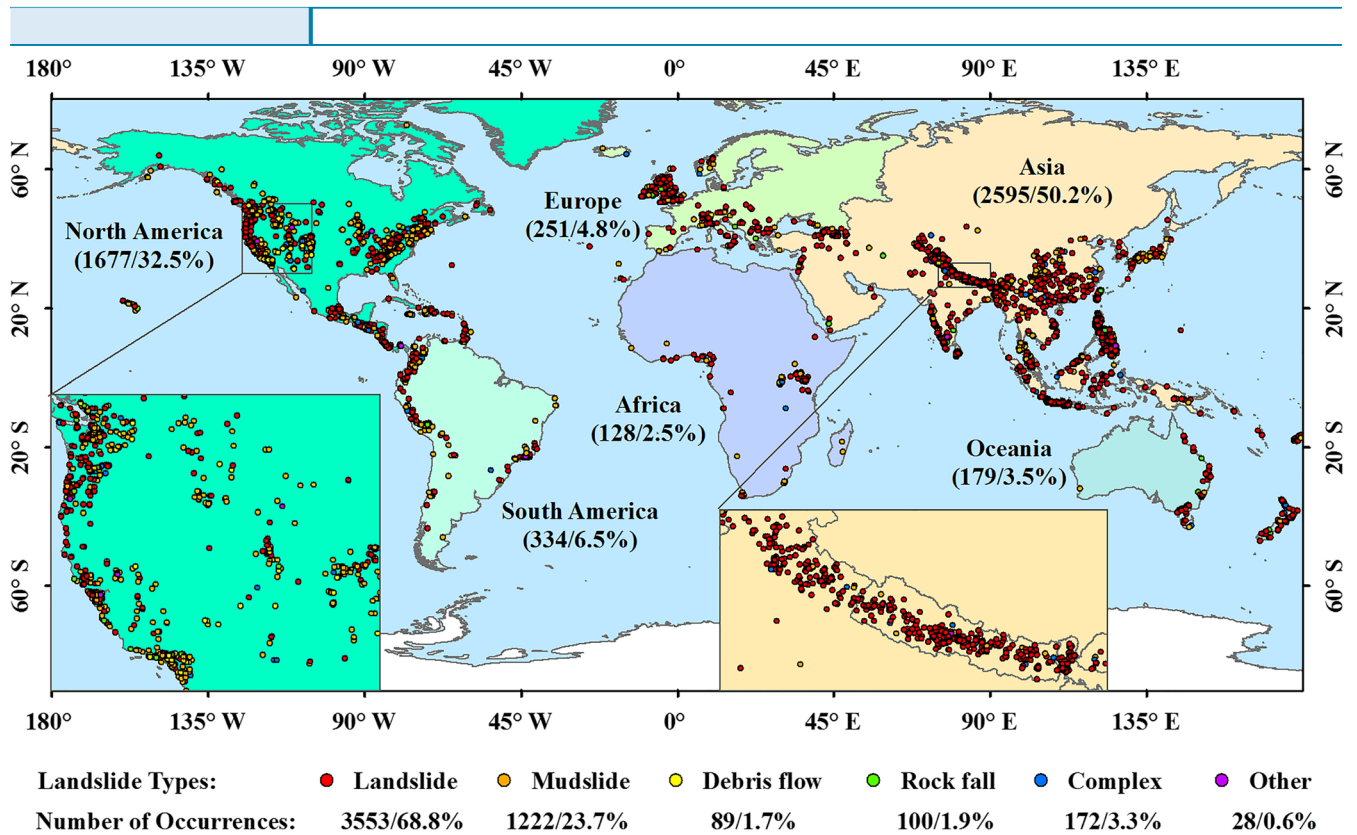 180° 135° W 90° W 45° W 0° 45° E 90° E 135° E
60° N 60° N
20° N 20° N
20° S 20° S
60° S 60° S
North America
(1677/32.5%)
Europe
(251/4.8%)
Asia
(2595/50.2%)
Africa
(128/2.5%)
Oceania
(179/3.5%)
South America
(334/6.5%)
180° 135° W 90° W 45° W 0° 45° E 90° E 135° E
Landslide Types: Landslide Mudslide Debris flow Rock fall Complex Other
Number of Occurrences: 3553/68.8% 1222/23.7% 89/1.7% 100/1.9% 172/3.3% 28/0.6%